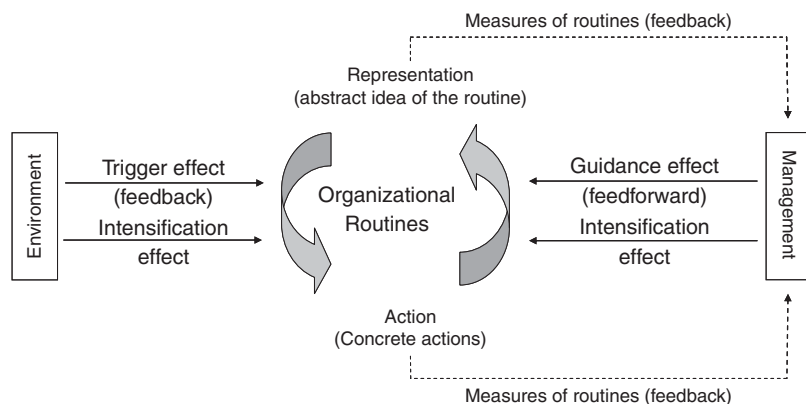 Measures of routines (feedback)
Representation
(abstract idea of the routine)
Environment
Trigger effect
(feedback)
Intensification
effect
Organizational
Routines
Guidance effect
(feedforward)
Intensification
effect
Management
Action
(Concrete actions)
Measures of routines (feedback)